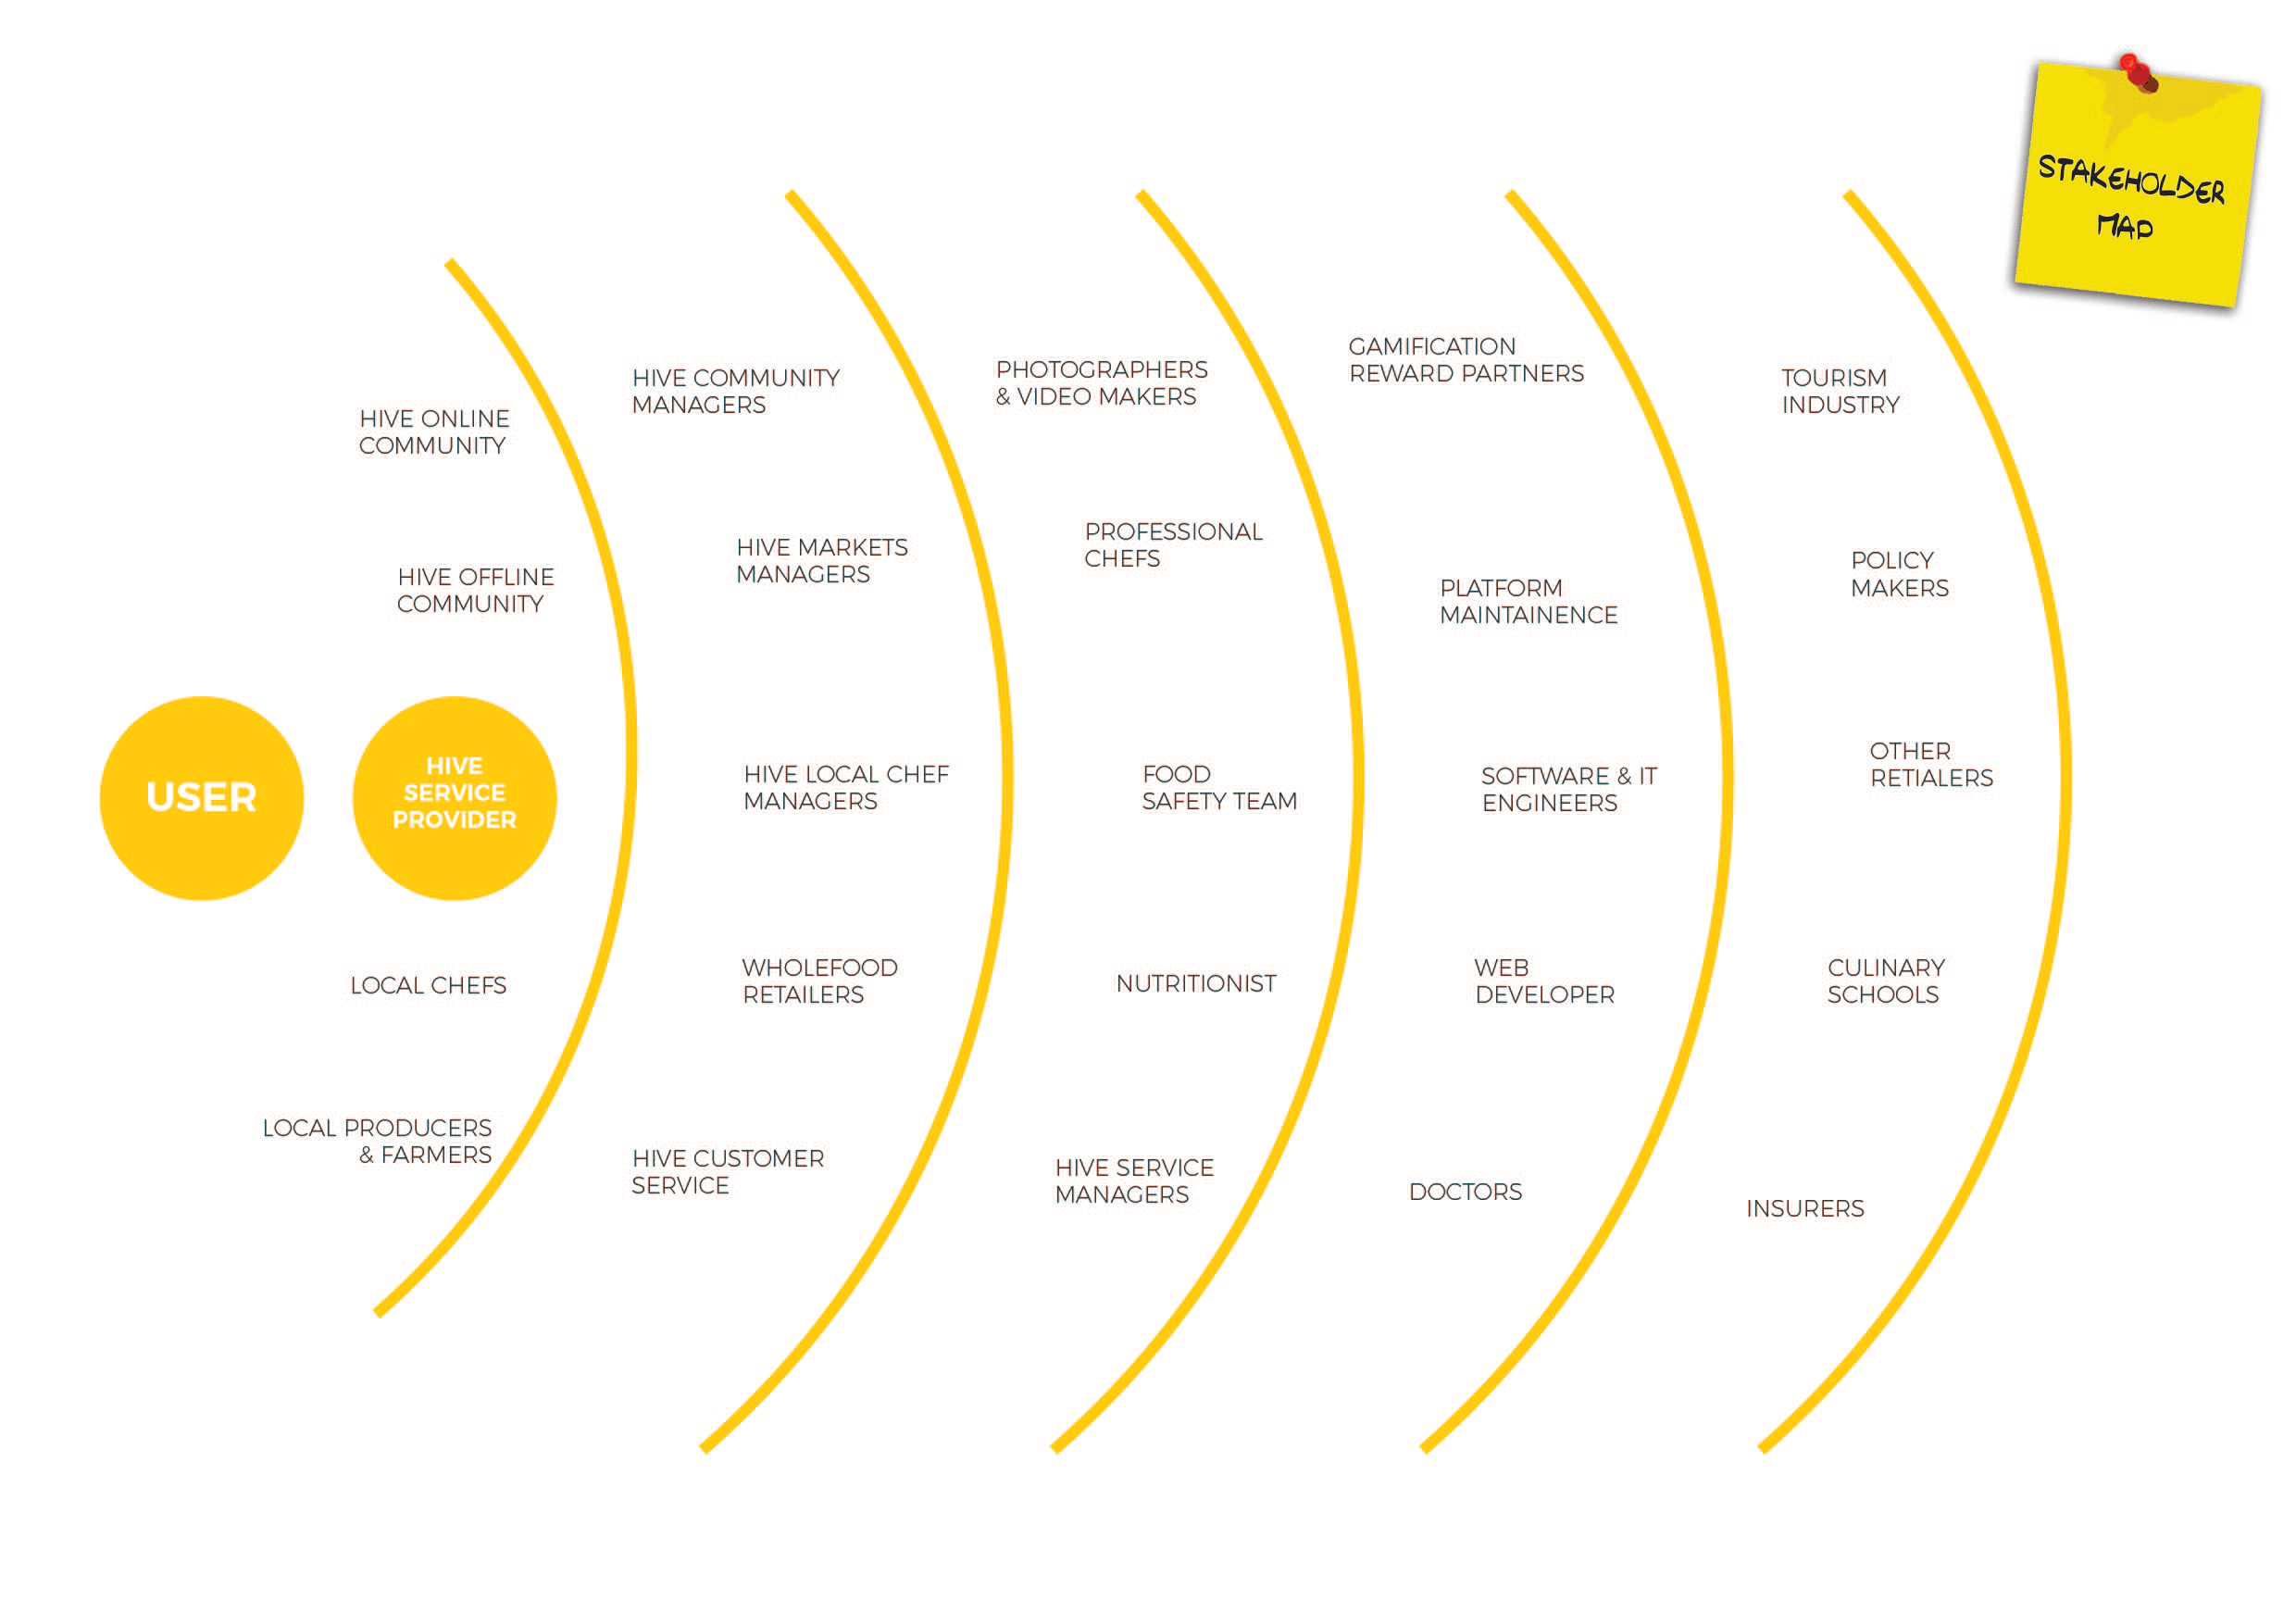 STAKEHOLDER
MAP
HIVE ONLINE
COMMUNITY
HIVE OFFLINE
COMMUNITY
USER
HIVE
SERVICE
PROVIDER
LOCAL CHEFS
LOCAL PRODUCERS
& FARMERS
HIVE COMMUNITY
MANAGERS
HIVE MARKETS
MANAGERS
HIVE LOCAL CHEF
MANAGERS
WHOLEFOOD
RETAILERS
HIVE CUSTOMER
SERVICE
PHOTOGRAPHERS
& VIDEO MAKERS
PROFESSIONAL
CHEFS
FOOD
SAFETY TEAM
NUTRITIONIST
HIVE SERVICE
MANAGERS
GAMIFICATION
REWARD PARTNERS
PLATFORM
MAINTAINENCE
SOFTWARE & IT
ENGINEERS
WEB
DEVELOPER
DOCTORS
TOURISM
INDUSTRY
POLICY
MAKERS
OTHER
RETIALERS
CULINARY
SCHOOLS
INSURERS